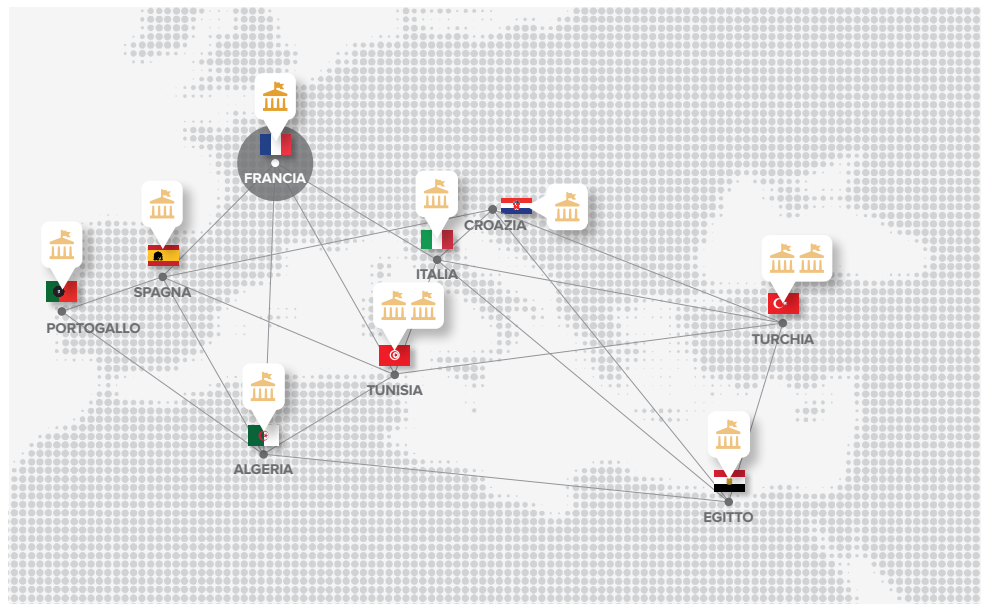 FRANCIA
CROAZIA
ITALIA
SPAGNA
PORTOGALLO
TURCHIA
TUNISIA
ALGERIA
EGITTO